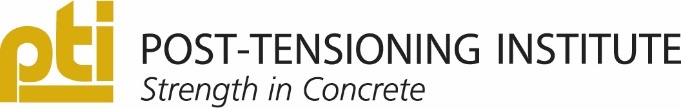 pti
POST-TENSIONING INSTITUTE
Strength in Concrete